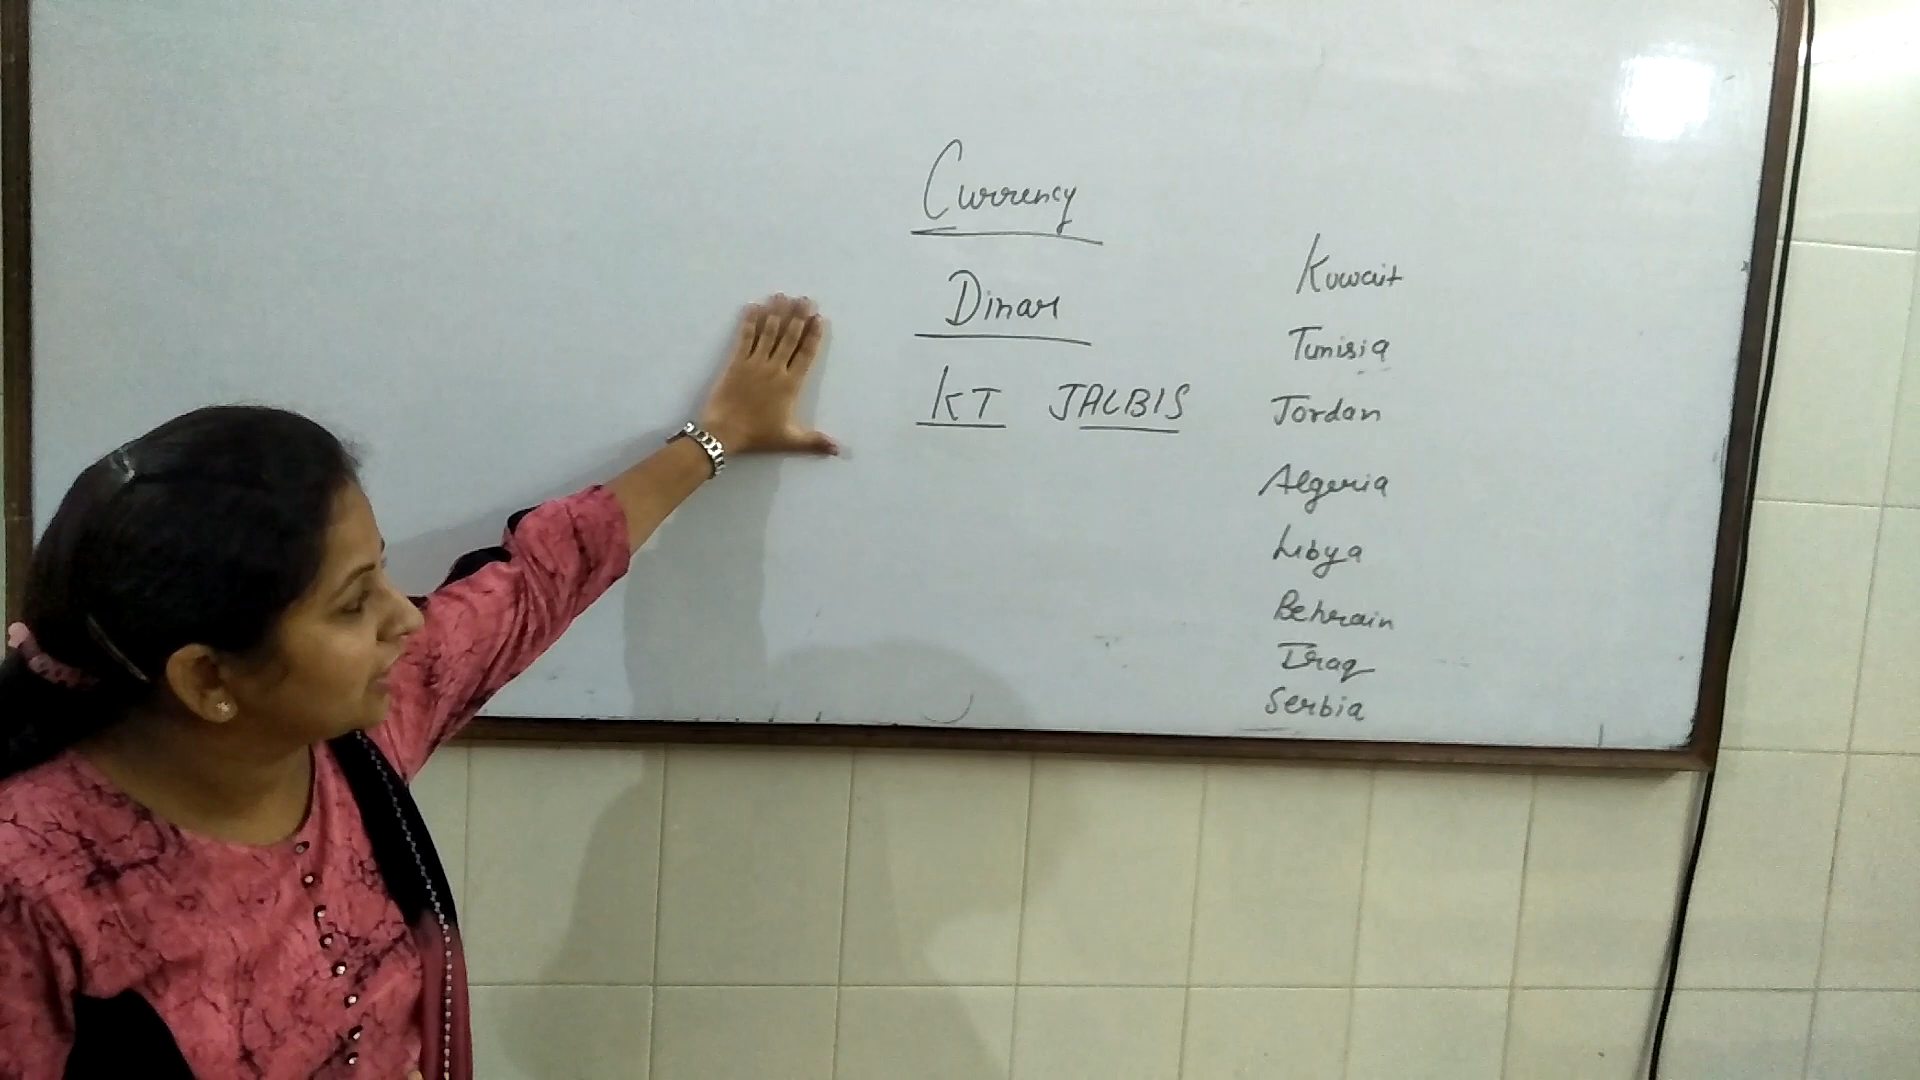 Currency
Dinar
KT JALBIS
Kuwait
Tunisia
Jordan
Algeria
Libya
Behrain
Iraq
Serbia